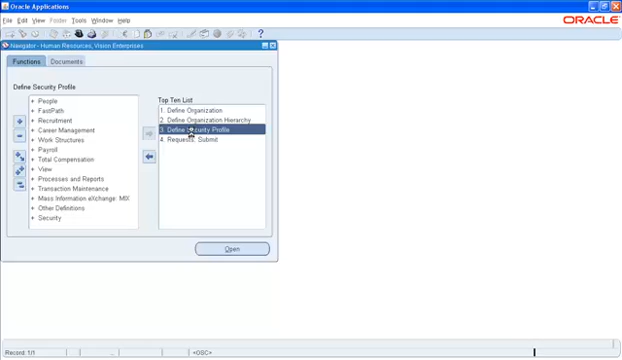 Oracle Applications
File Edit View Folder Tools Window Help
ORACLE
Navigator - Human Resources, Vision Enterprises
Functions Documents
Define Security Profile
Top Ten List
+ People
+ FastPath
+ Recruitment
+ Career Management
+ Work Structures
+ Payroll
+ Total Compensation
+ View
+ Processes and Reports
+ Transaction Maintenance
+ Mass Information eXchange: MIX
+ Other Definitions
+ Security
1. Define Organization
2. Define Organization Hierarchy
3. Define Security Profile
4. Requests: Submit
Open
Record: 1/1
...
<OSC>